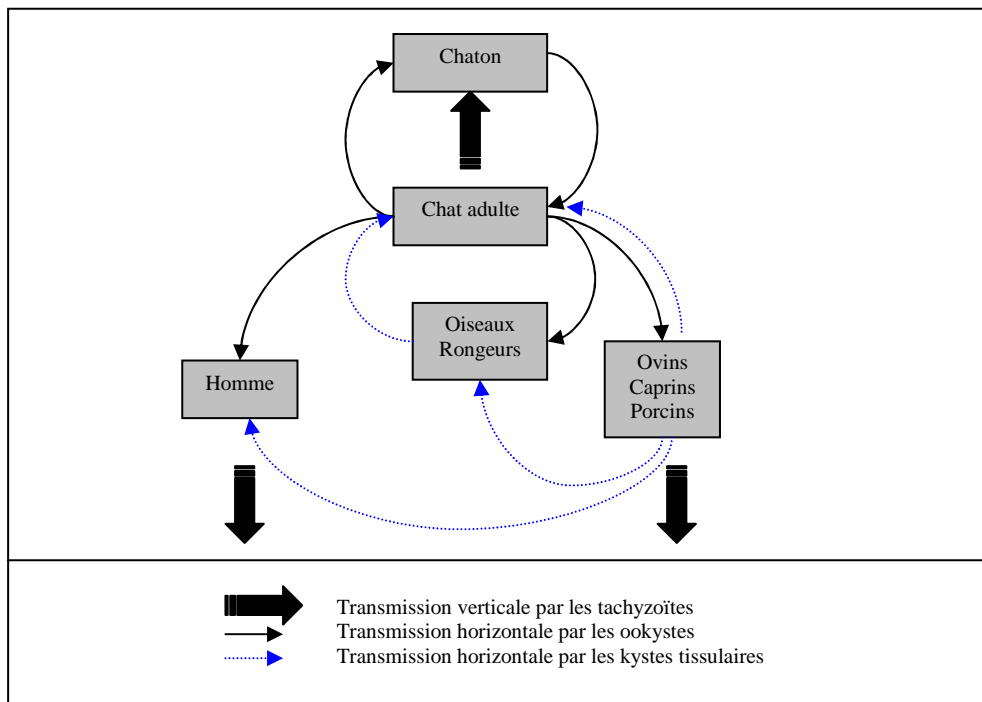 Chaton
Chat adulte
Oiseaux
Rongeurs
Homme
Ovins
Caprins
Porcins
Transmission verticale par les tachyzoïtes
Transmission horizontale par les ookystes
Transmission horizontale par les kystes tissulaires